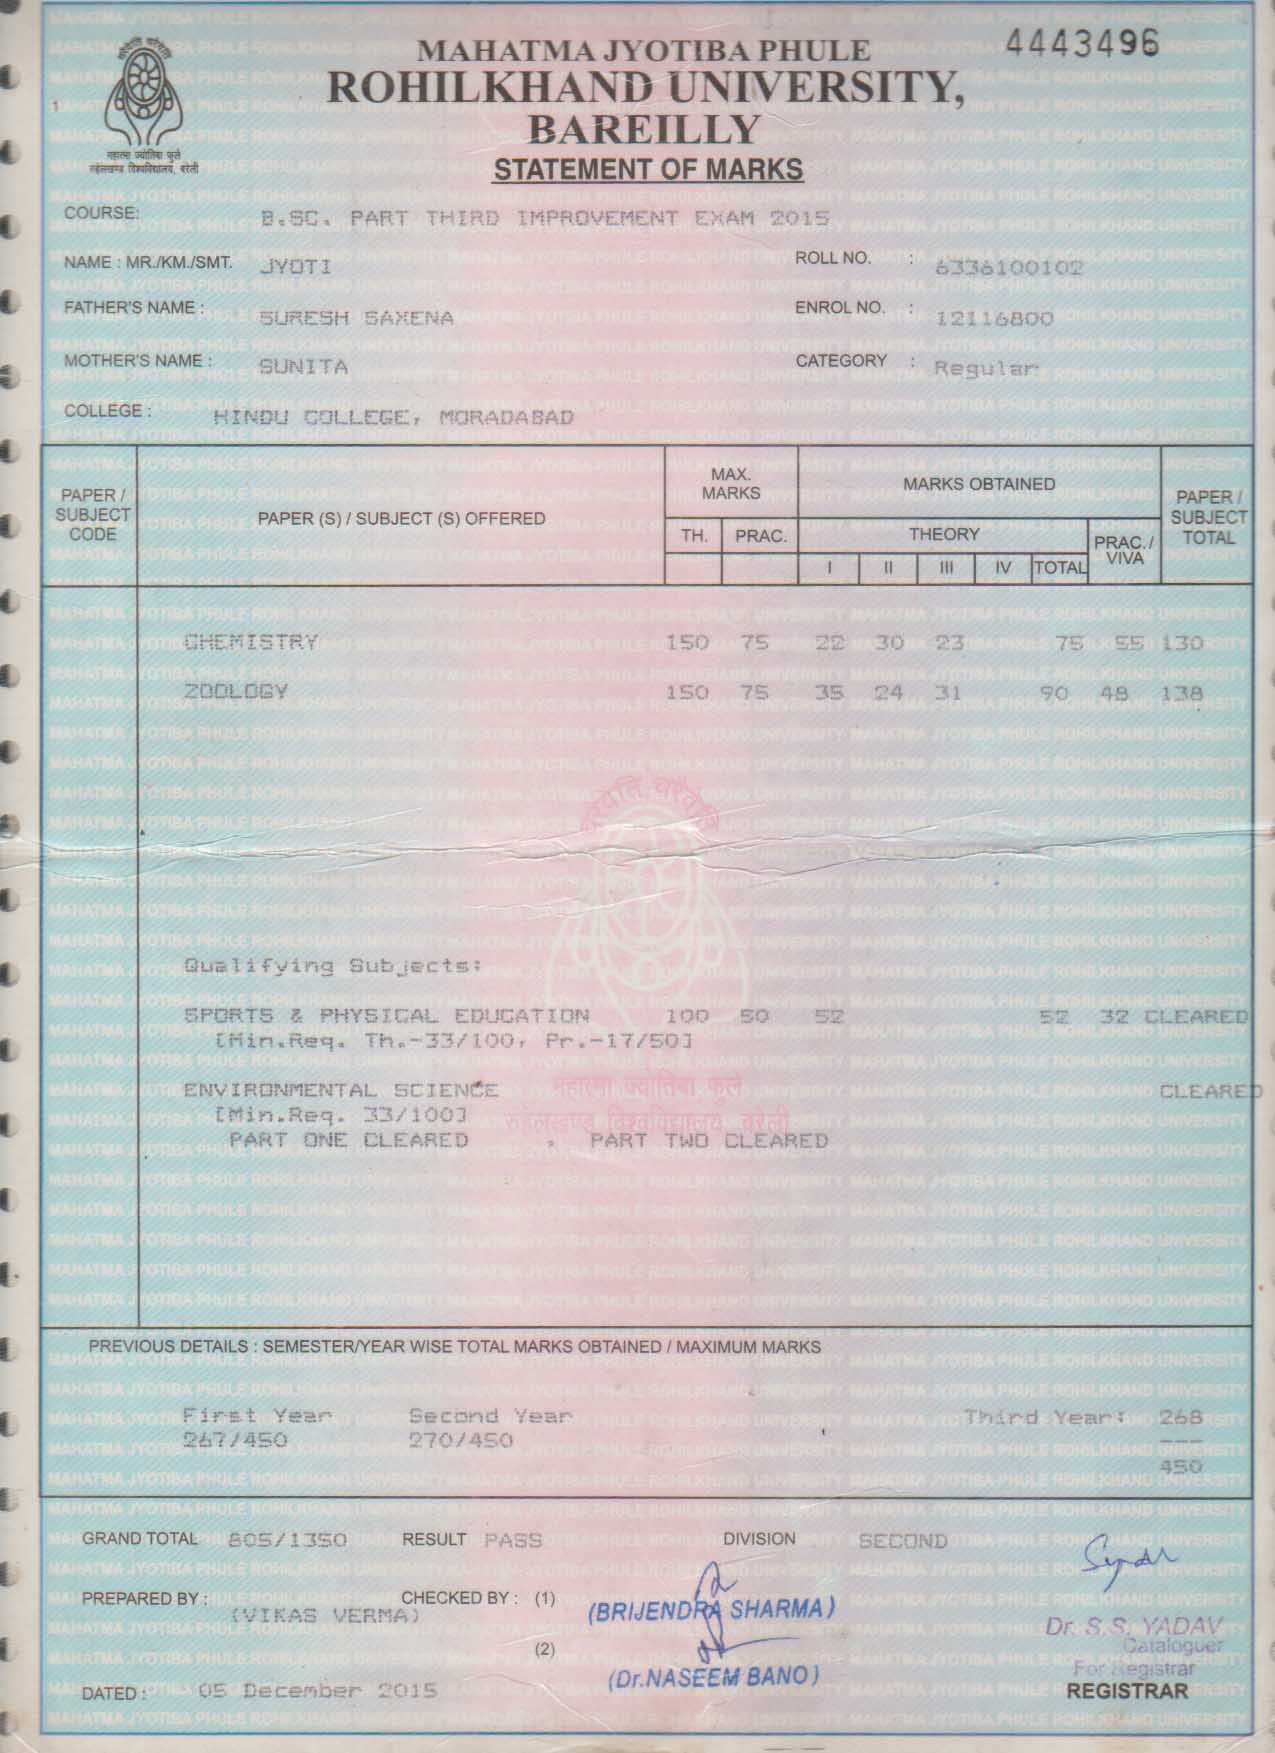 4443496
MAHATMA JYOTIBA PHULE
ROHILKHAND UNIVERSITY,
BAREILLY
STATEMENT OF MARKS
महात्मा ज्योतिबा फुले
रुहेलखण्ड विश्वविद्यालय, बरेली
1
COURSE: B.SC. PART THIRD IMPROVEMENT EXAM 2015
NAME : MR./KM./SMT. JYOTI ROLL NO. : 6336100102
FATHER'S NAME : SURESH SAXENA ENROL NO. : 12116800
MOTHER'S NAME : SUNITA CATEGORY : Regular
COLLEGE : HINDU COLLEGE, MORADABAD
PAPER / SUBJECT CODE PAPER (S) / SUBJECT (S) OFFERED MAX. MARKS MARKS OBTAINED PAPER / SUBJECT TOTAL
TH. PRAC. THEORY PRAC./ VIVA
I II III IV TOTAL
CHEMISTRY 150 75 22 30 23 75 55 130
ZOOLOGY 150 75 35 24 31 90 48 138
Qualifying Subjects:
SPORTS & PHYSICAL EDUCATION 100 50 52 52 32 CLEARED
[Min.Req. Th.-33/100, Pr.-17/50]
ENVIRONMENTAL SCIENCE CLEARED
[Min.Req. 33/100]
PART ONE CLEARED , PART TWO CLEARED
महात्मा ज्योतिबा फुले
रुहेलखण्ड विश्वविद्यालय, बरेली
PREVIOUS DETAILS : SEMESTER/YEAR WISE TOTAL MARKS OBTAINED / MAXIMUM MARKS
First Year Second Year Third Year: 268
267/450 270/450 ---
450
GRAND TOTAL 805/1350 RESULT PASS DIVISION SECOND
PREPARED BY : (VIKAS VERMA) CHECKED BY : (1) (BRIJENDRA SHARMA)
(2) (Dr.NASEEM BANO)
Dr. S.S. YADAV
Cataloguer
For Registrar
DATED : 05 December 2015 REGISTRAR